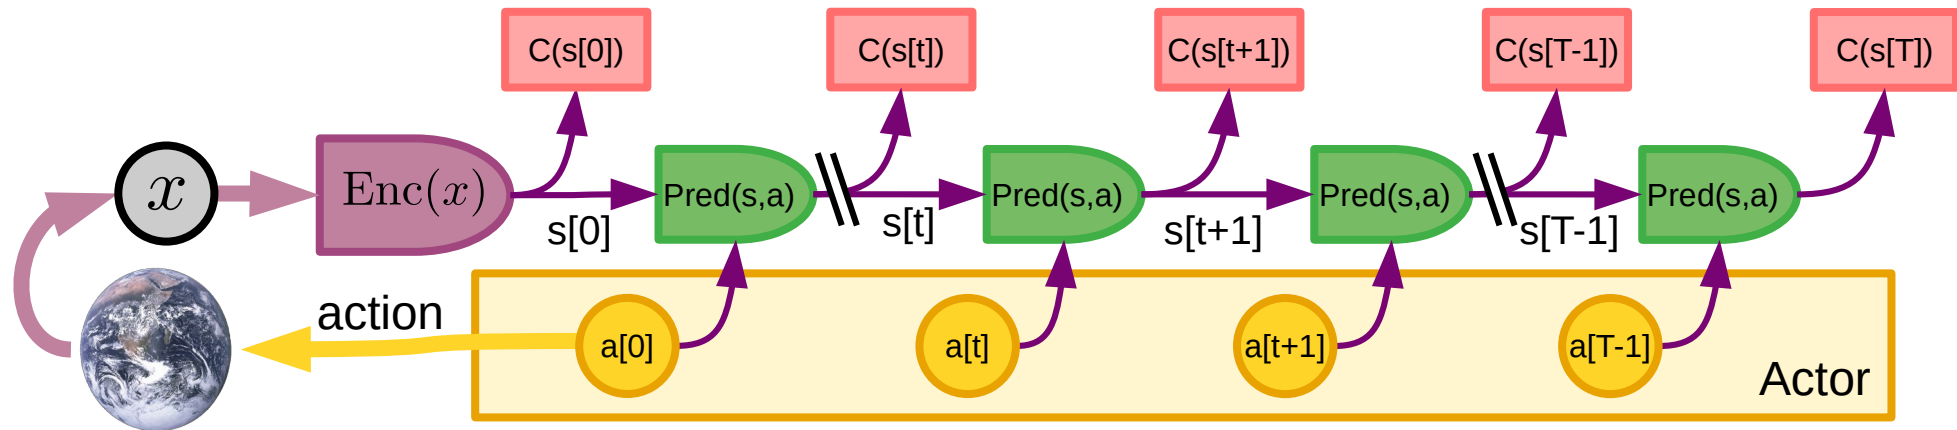 C(s[0])
C(s[t])
C(s[t+1])
C(s[T-1])
C(s[T])
x
Enc(x)
Pred(s,a)
Pred(s,a)
Pred(s,a)
Pred(s,a)
s[0]
s[t]
s[t+1]
s[T-1]
action
a[0]
a[t]
a[t+1]
a[T-1]
Actor